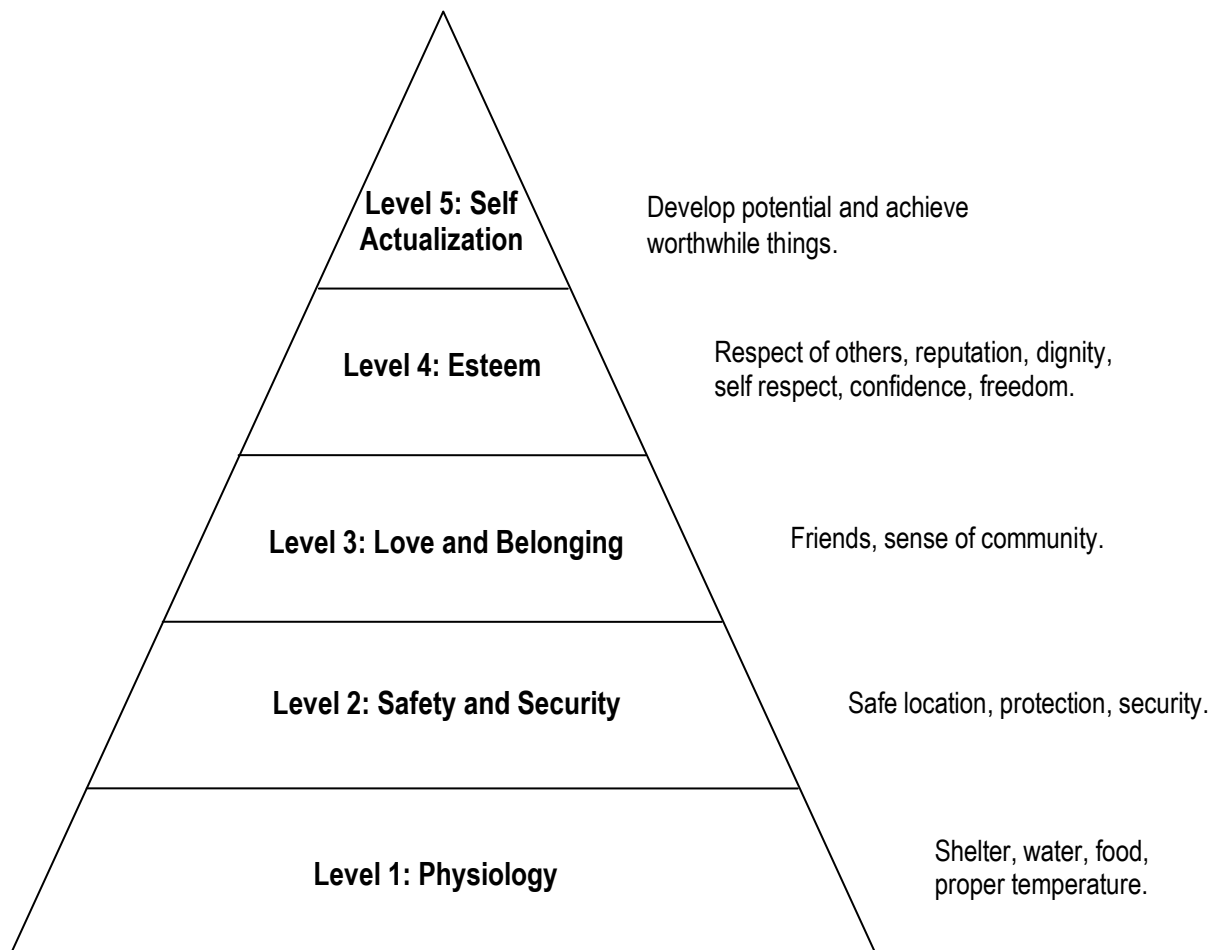 Level 5: Self
Actualization
Develop potential and achieve
worthwhile things.
Level 4: Esteem
Respect of others, reputation, dignity,
self respect, confidence, freedom.
Level 3: Love and Belonging
Friends, sense of community.
Level 2: Safety and Security
Safe location, protection, security.
Level 1: Physiology
Shelter, water, food,
proper temperature.